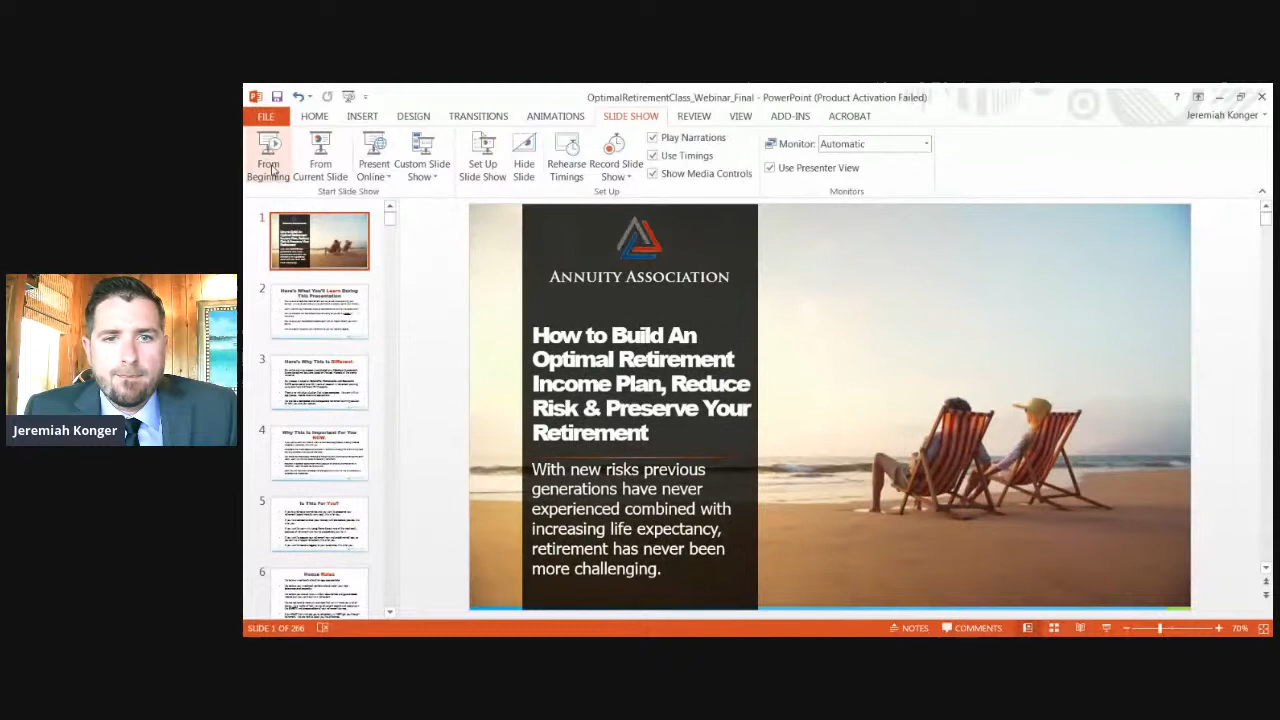 OptimalRetirementClass_Webinar_Final - PowerPoint (Product Activation Failed)
FILE HOME INSERT DESIGN TRANSITIONS ANIMATIONS SLIDE SHOW REVIEW VIEW ADD-INS ACROBAT
Jeremiah Konger
From Beginning
From Current Slide
Present Online
Custom Slide Show
Start Slide Show
Set Up Slide Show
Hide Slide
Rehearse Timings
Record Slide Show
Play Narrations
Use Timings
Show Media Controls
Set Up
Monitor: Automatic
Use Presenter View
Monitors
1
2
Here's What You'll Learn During
This Presentation
3
Here's Why This Is Different
4
Why This Is Important For You
NOW
5
Is This For You?
6
House Rules
ANNUITY ASSOCIATION
How to Build An
Optimal Retirement
Income Plan, Reduce
Risk & Preserve Your
Retirement
With new risks previous
generations have never
experienced combined with
increasing life expectancy,
retirement has never been
more challenging.
Jeremiah Konger
SLIDE 1 OF 266
NOTES COMMENTS 70%